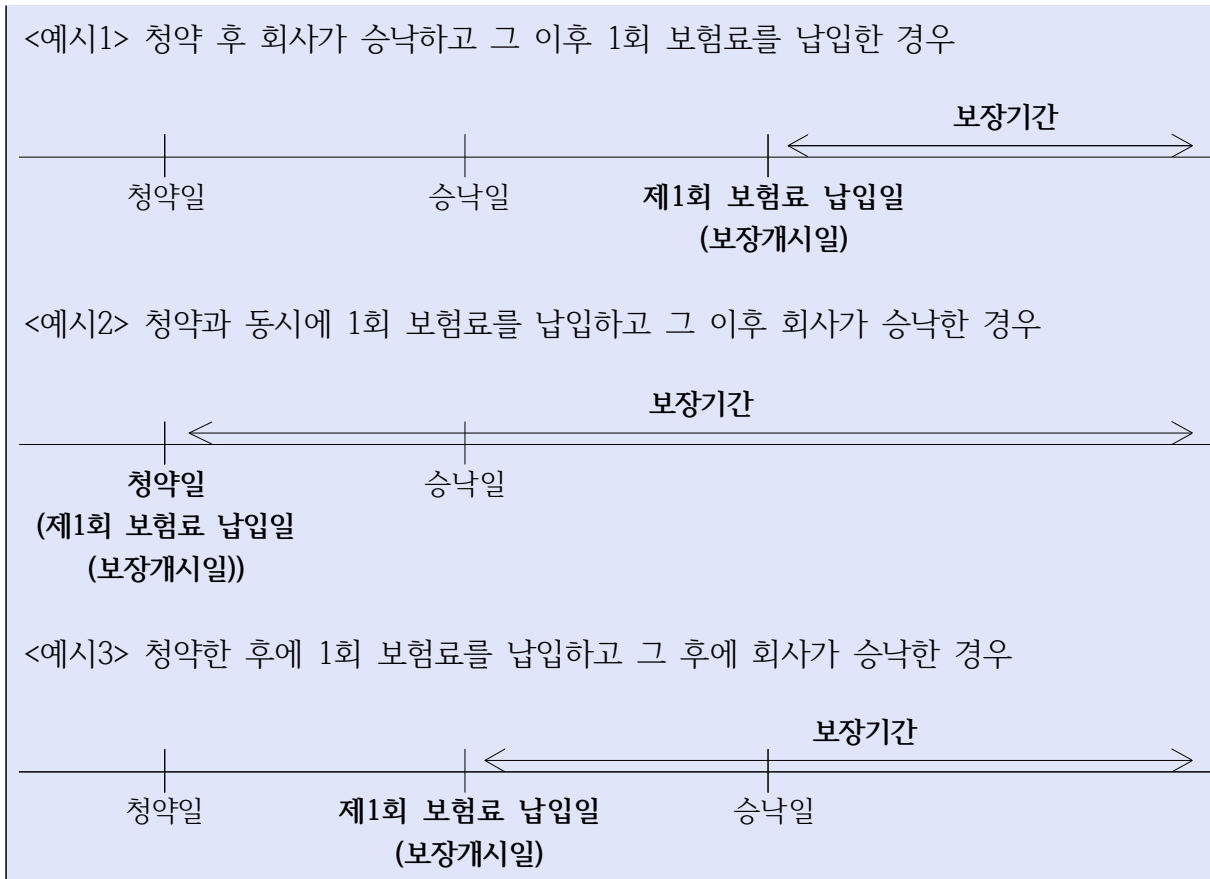 <예시1> 청약 후 회사가 승낙하고 그 이후 1회 보험료를 납입한 경우
보장기간
청약일 승낙일 제1회 보험료 납입일
(보장개시일)
<예시2> 청약과 동시에 1회 보험료를 납입하고 그 이후 회사가 승낙한 경우
보장기간
청약일 승낙일
(제1회 보험료 납입일
(보장개시일))
<예시3> 청약한 후에 1회 보험료를 납입하고 그 후에 회사가 승낙한 경우
보장기간
청약일 제1회 보험료 납입일 승낙일
(보장개시일)